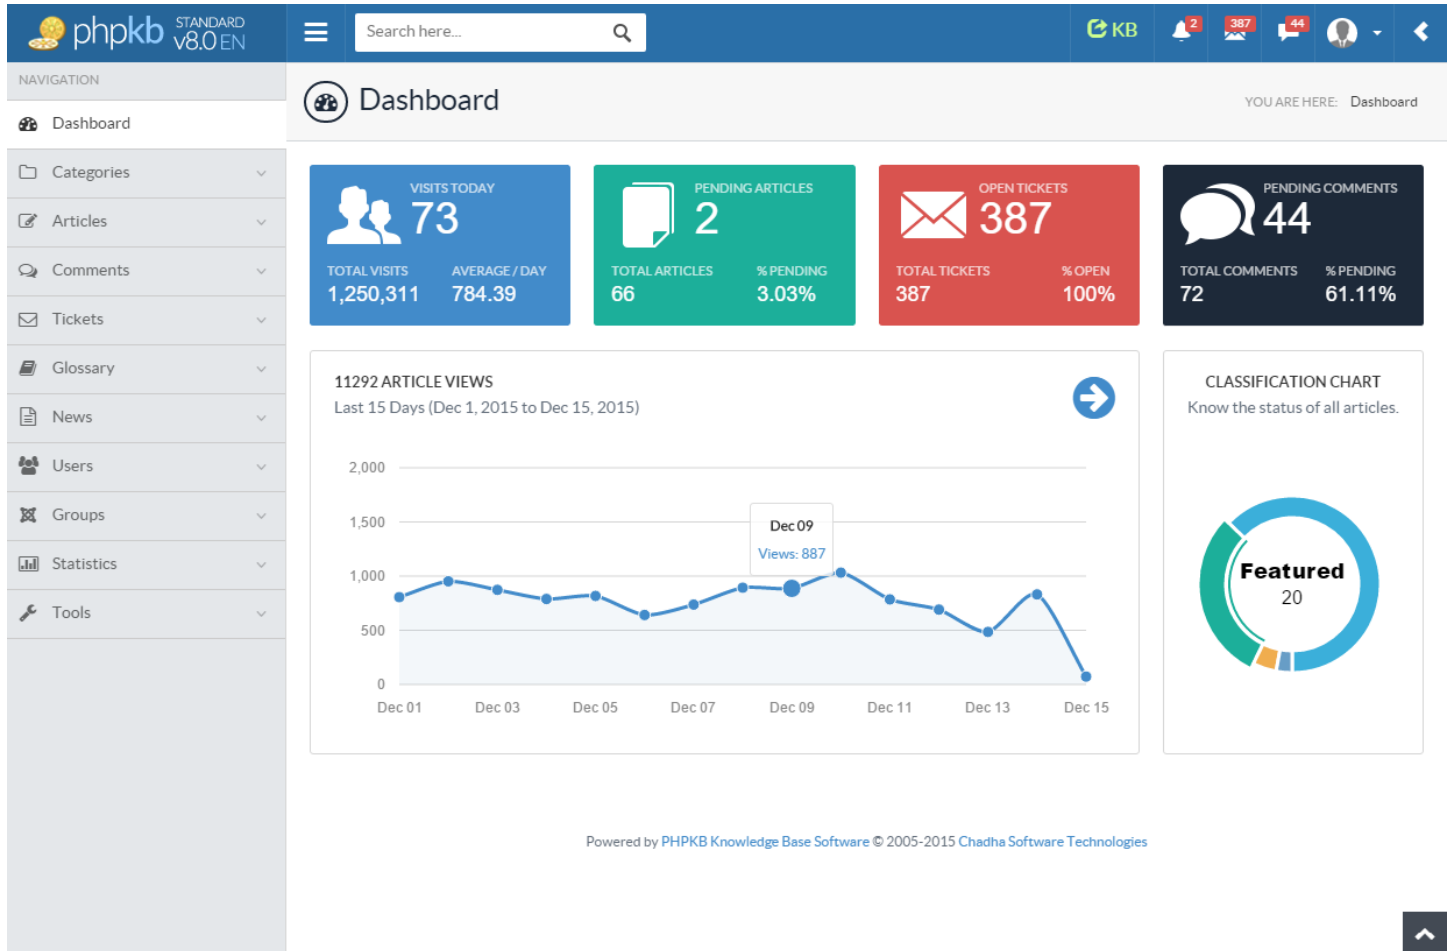 phpkb STANDARD v8.0 EN
Search here...
KB
2
387
44
NAVIGATION
Dashboard
Categories
Articles
Comments
Tickets
Glossary
News
Users
Groups
Statistics
Tools
Dashboard
YOU ARE HERE: Dashboard
VISITS TODAY
73
TOTAL VISITS AVERAGE / DAY
1,250,311 784.39
PENDING ARTICLES
2
TOTAL ARTICLES % PENDING
66 3.03%
OPEN TICKETS
387
TOTAL TICKETS % OPEN
387 100%
PENDING COMMENTS
44
TOTAL COMMENTS % PENDING
72 61.11%
11292 ARTICLE VIEWS
Last 15 Days (Dec 1, 2015 to Dec 15, 2015)
2,000
1,500
1,000
500
0
Dec 09
Views: 887
Dec 01 Dec 03 Dec 05 Dec 07 Dec 09 Dec 11 Dec 13 Dec 15
CLASSIFICATION CHART
Know the status of all articles.
Featured
20
Powered by PHPKB Knowledge Base Software © 2005-2015 Chadha Software Technologies